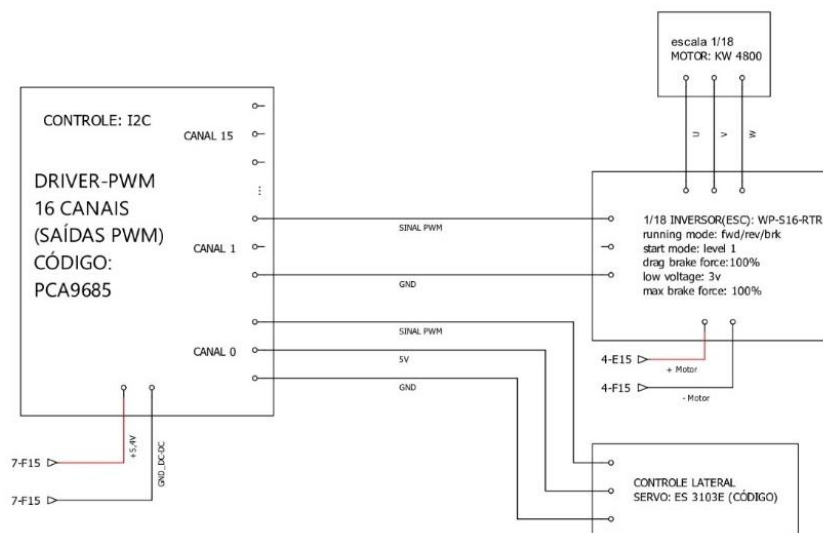 escala 1/18
MOTOR: KW 4800
U
V
W
CONTROLE: I2C
CANAL 15
DRIVER-PWM
16 CANAIS
(SAÍDAS PWM)
CÓDIGO:
PCA9685
...
CANAL 1
CANAL 0
SINAL PWM
GND
SINAL PWM
5V
GND
1/18 INVERSOR(ESC): WP-S16-RTR
running mode: fwd/rev/brk
start mode: level 1
drag brake force:100%
low voltage: 3v
max brake force: 100%
4-E15
+ Motor
4-F15
- Motor
+5,4V
GND_DC-DC
7-F15
7-F15
CONTROLE LATERAL
SERVO: ES 3103E (CÓDIGO)